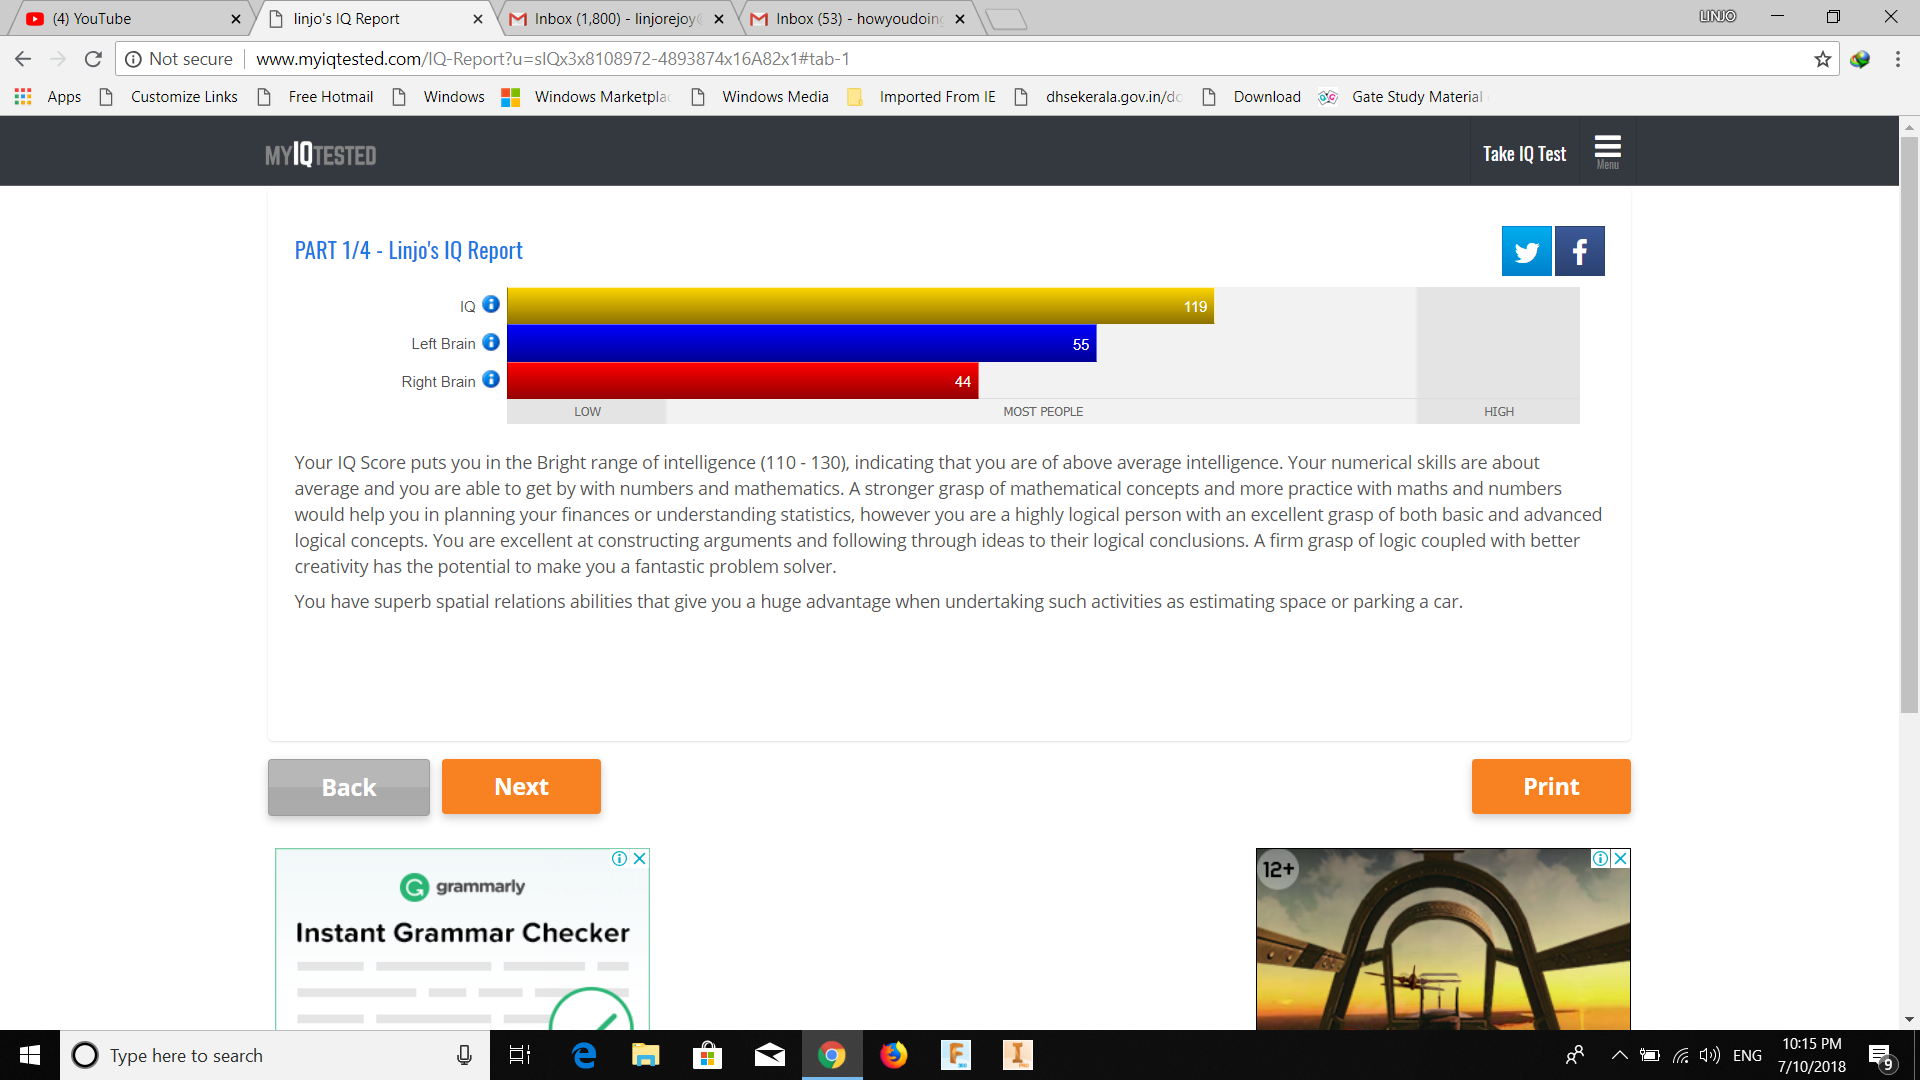 (4) YouTube
linjo's IQ Report
Inbox (1,800) - linjorejoy
Inbox (53) - howyoudoin
LINJO
Not secure
www.myiqtested.com/IQ-Report?u=sIQx3x8108972-4893874x16A82x1#tab-1
Apps
Customize Links
Free Hotmail
Windows
Windows Marketplac
Windows Media
Imported From IE
dhsekerala.gov.in/dc
Download
Gate Study Material
MYIQTESTED
Take IQ Test
Menu
PART 1/4 - Linjo's IQ Report
IQ
119
Left Brain
55
Right Brain
44
LOW
MOST PEOPLE
HIGH
Your IQ Score puts you in the Bright range of intelligence (110 - 130), indicating that you are of above average intelligence. Your numerical skills are about
average and you are able to get by with numbers and mathematics. A stronger grasp of mathematical concepts and more practice with maths and numbers
would help you in planning your finances or understanding statistics, however you are a highly logical person with an excellent grasp of both basic and advanced
logical concepts. You are excellent at constructing arguments and following through ideas to their logical conclusions. A firm grasp of logic coupled with better
creativity has the potential to make you a fantastic problem solver.
You have superb spatial relations abilities that give you a huge advantage when undertaking such activities as estimating space or parking a car.
Back
Next
Print
grammarly
Instant Grammar Checker
12+
Type here to search
ENG
10:15 PM
7/10/2018
9